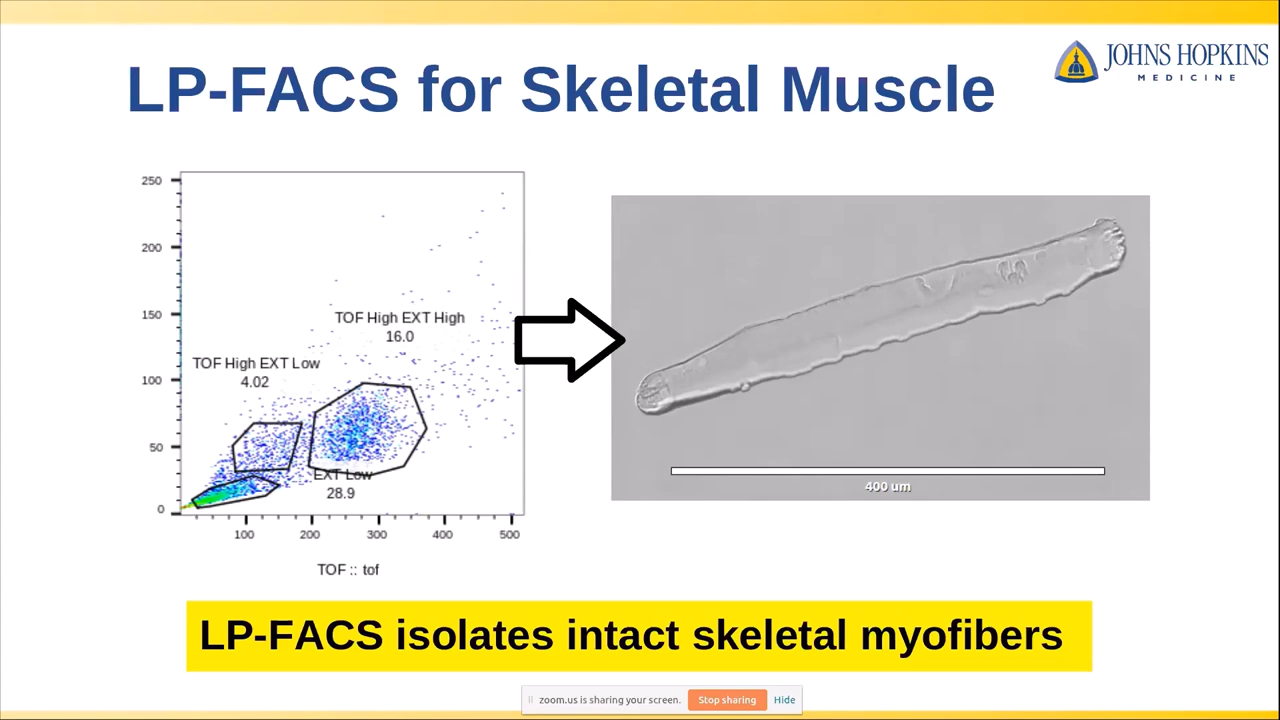 LP-FACS for Skeletal Muscle
JOHNS HOPKINS
MEDICINE
250
200
150
100
50
0
TOF High EXT High
16.0
TOF High EXT Low
4.02
EXT Low
28.9
100 200 300 400 500
TOF :: tof
400 um
LP-FACS isolates intact skeletal myofibers
zoom.us is sharing your screen. Stop sharing Hide